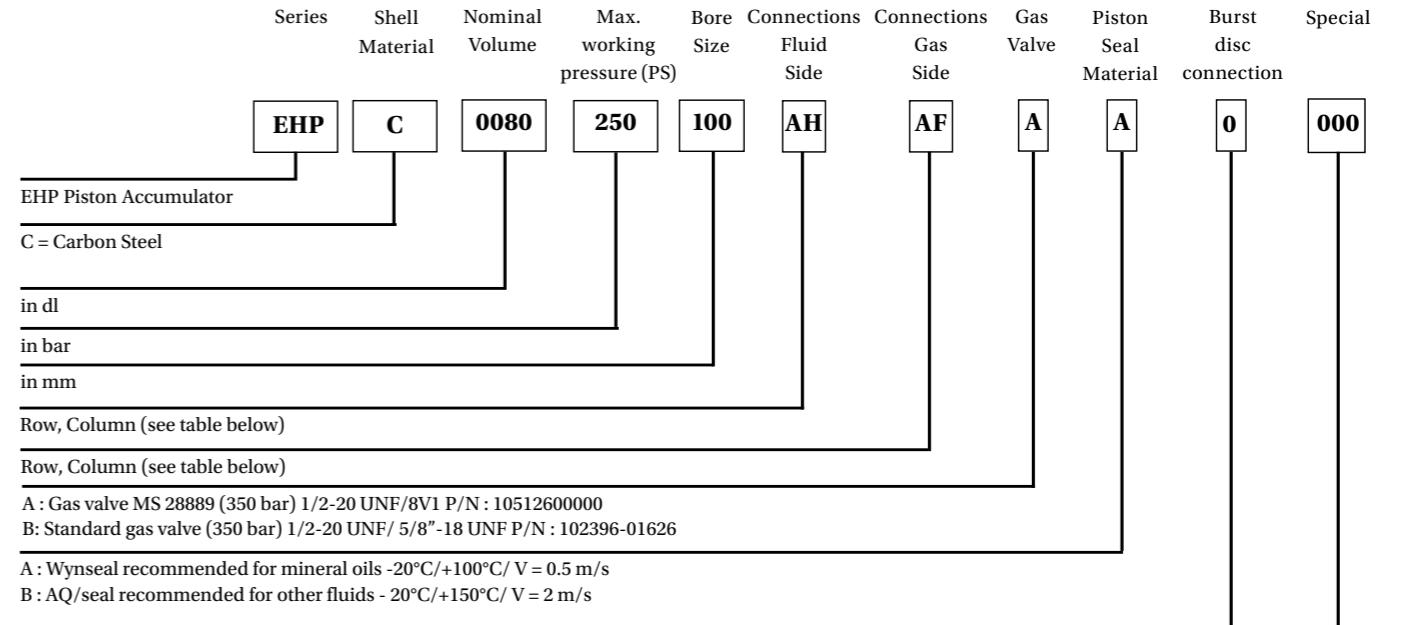 Series Shell Nominal Max. Bore Connections Connections Gas Piston Burst Special
Material Volume working Size Fluid Gas Valve Seal disc
pressure (PS) Side Side Material connection
EHP C 0080 250 100 AH AF A A 0 000
EHP Piston Accumulator
C = Carbon Steel
in dl
in bar
in mm
Row, Column (see table below)
Row, Column (see table below)
A : Gas valve MS 28889 (350 bar) 1/2-20 UNF/8V1 P/N : 10512600000
B: Standard gas valve (350 bar) 1/2-20 UNF/ 5/8”-18 UNF P/N : 102396-01626
A : Wynseal recommended for mineral oils -20°C/+100°C/ V = 0.5 m/s
B : AQ/seal recommended for other fluids - 20°C/+150°C/ V = 2 m/s